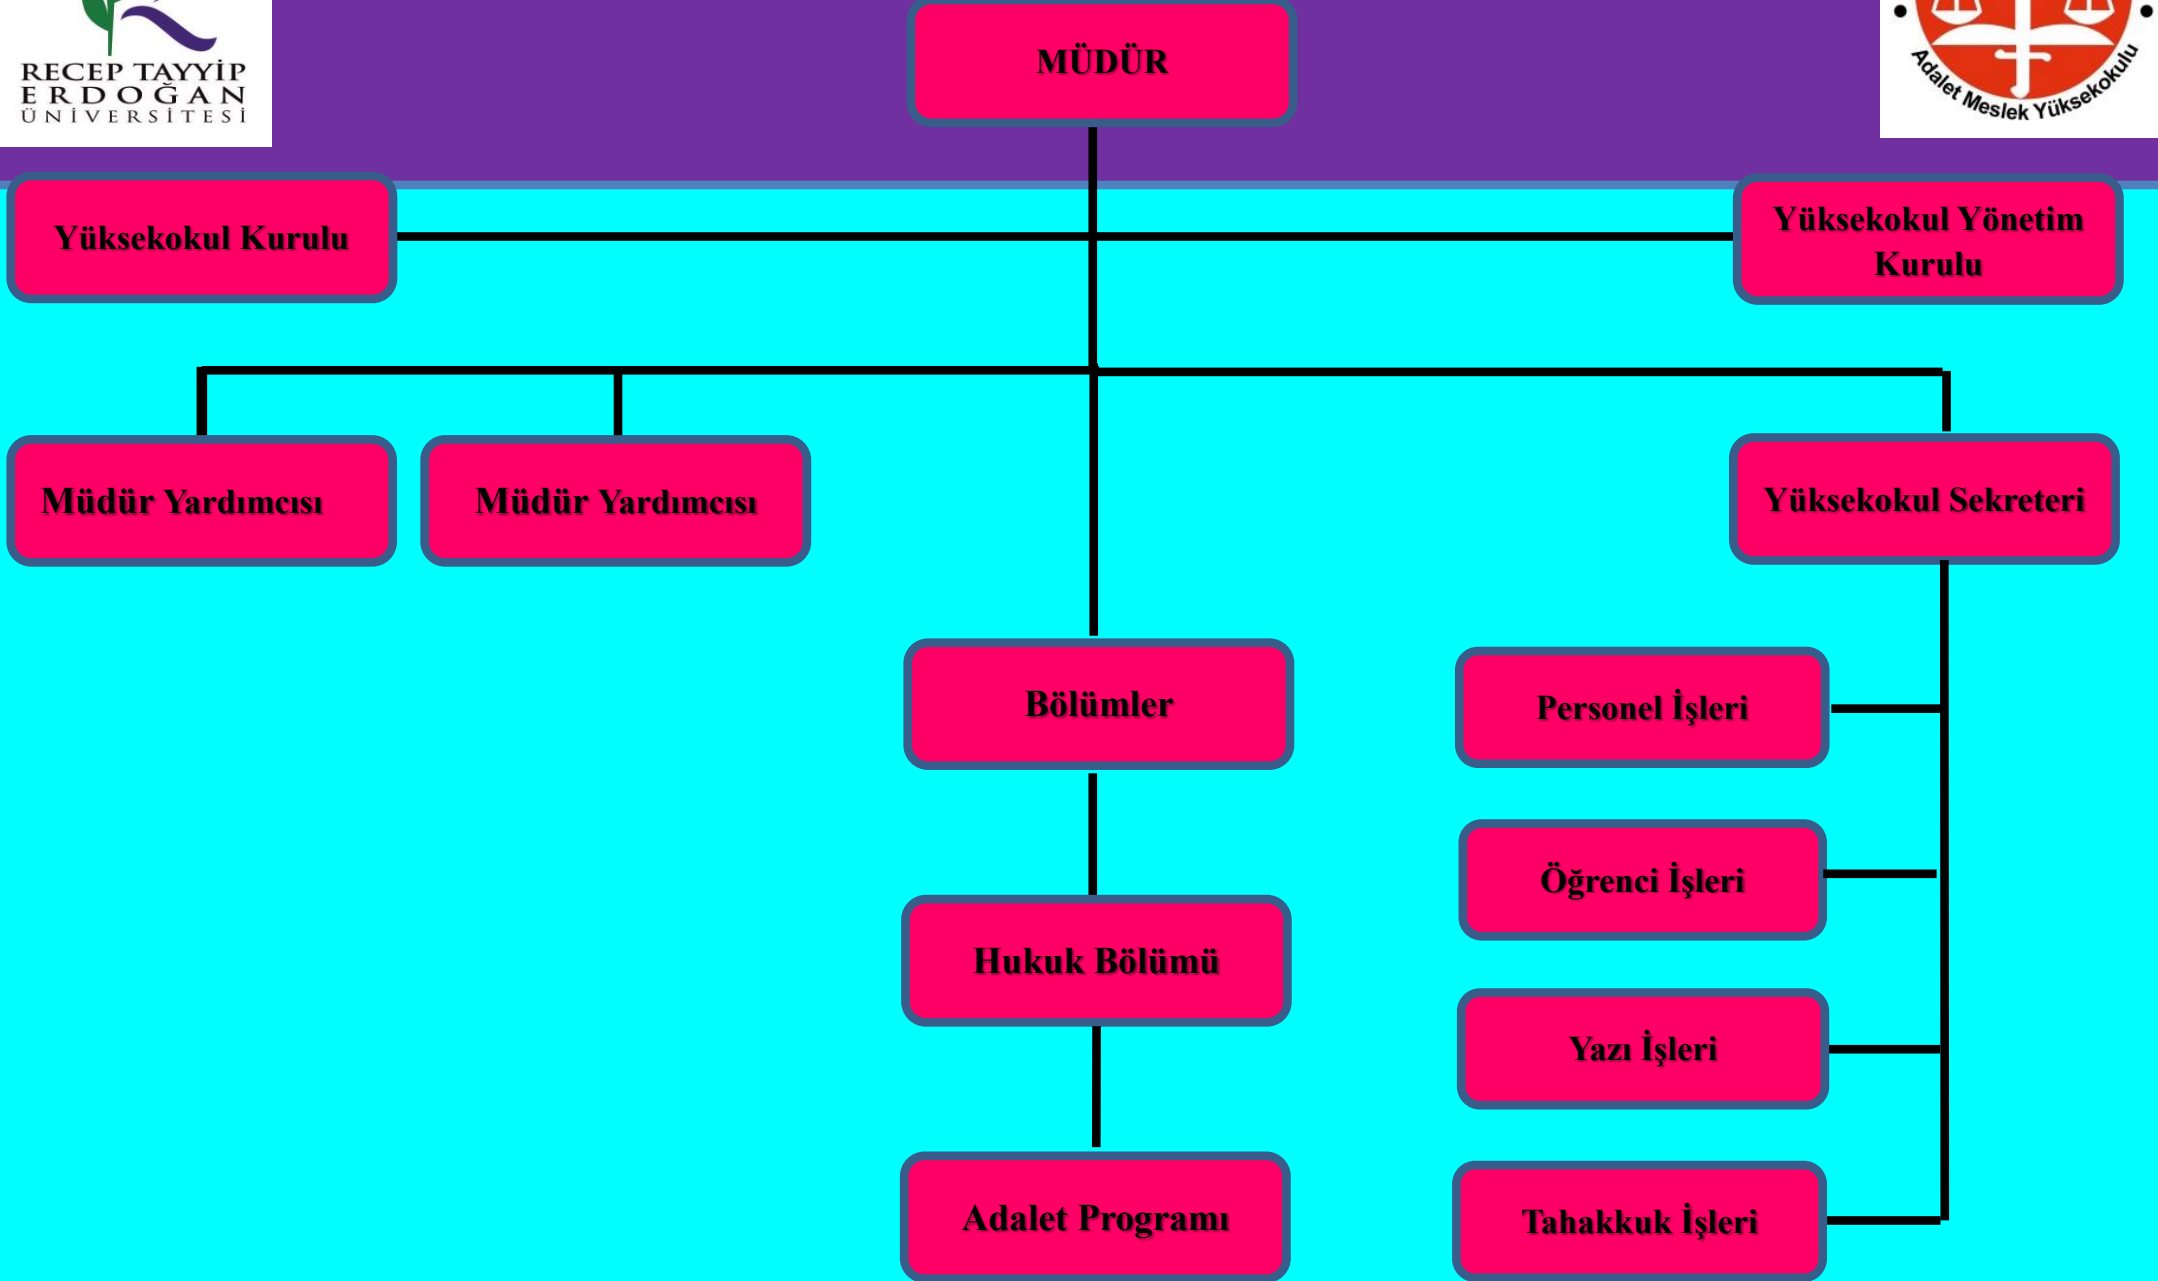 RECEP TAYYİP
ERDOĞAN
ÜNİVERSİTESİ
MÜDÜR
Adalet Meslek Yüksekokulu
Yüksekokul Kurulu
Yüksekokul Yönetim
Kurulu
Müdür Yardımcısı
Müdür Yardımcısı
Yüksekokul Sekreteri
Bölümler
Personel İşleri
Öğrenci İşleri
Hukuk Bölümü
Yazı İşleri
Adalet Programı
Tahakkuk İşleri